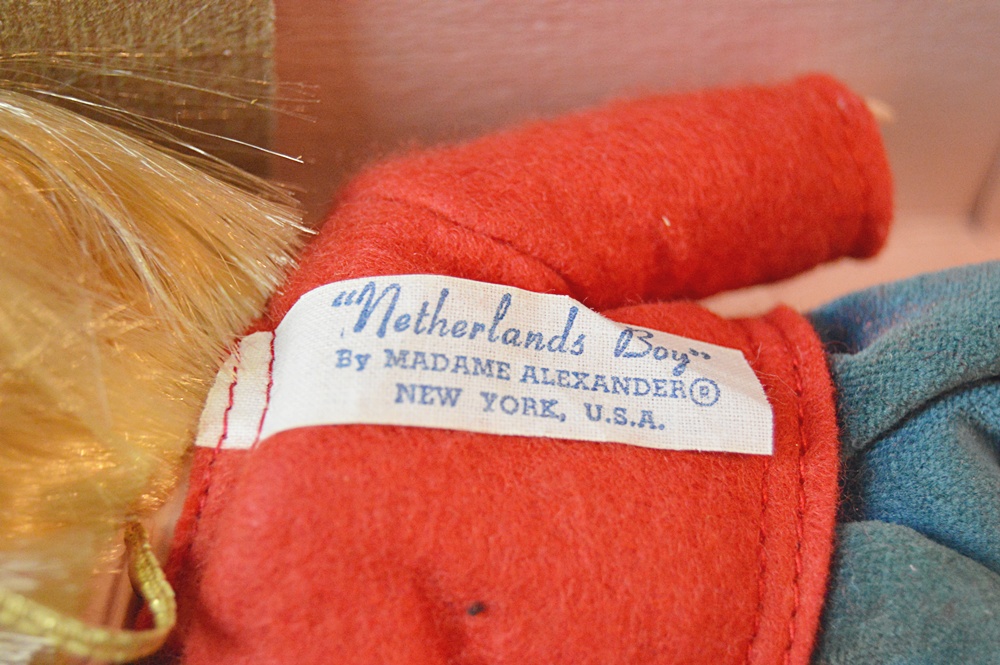 "Netherlands Boy"
By MADAME ALEXANDER®
NEW YORK, U.S.A.